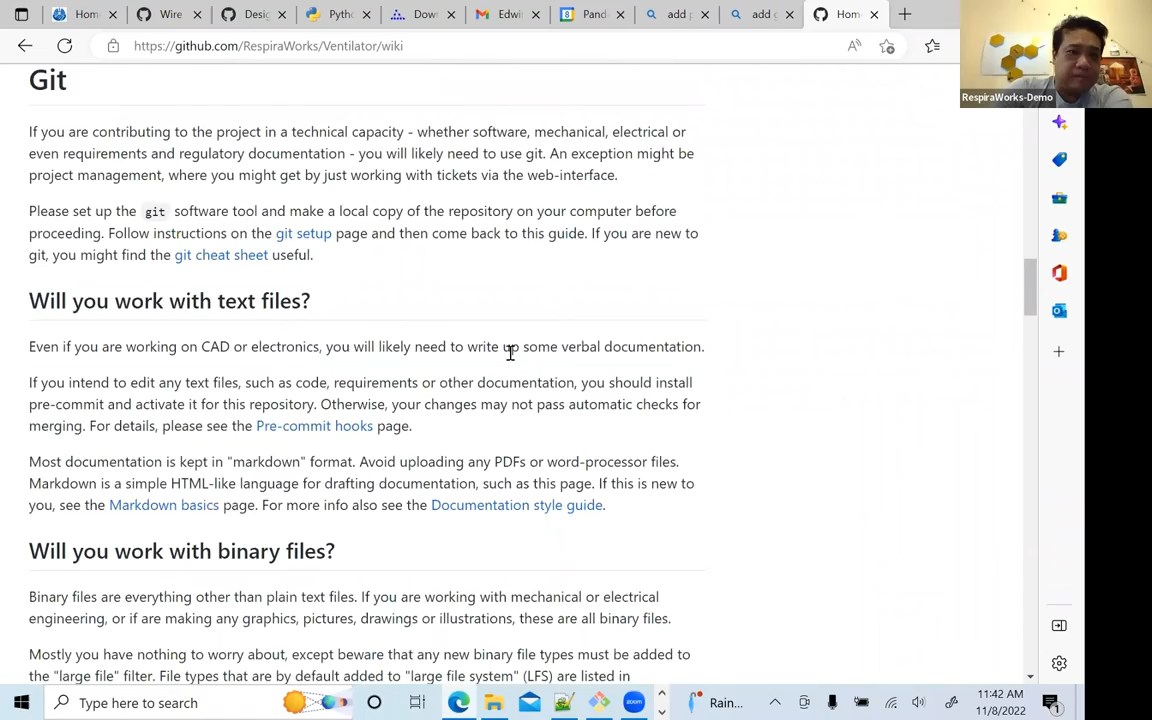 Home
Wire
Desig
Pytho
Dow
Edwin
Pand
add p
add g
Home
https://github.com/RespiraWorks/Ventilator/wiki
RespiraWorks-Demo
Git
If you are contributing to the project in a technical capacity - whether software, mechanical, electrical or
even requirements and regulatory documentation - you will likely need to use git. An exception might be
project management, where you might get by just working with tickets via the web-interface.
Please set up the git software tool and make a local copy of the repository on your computer before
proceeding. Follow instructions on the git setup page and then come back to this guide. If you are new to
git, you might find the git cheat sheet useful.
Will you work with text files?
Even if you are working on CAD or electronics, you will likely need to write up some verbal documentation.
If you intend to edit any text files, such as code, requirements or other documentation, you should install
pre-commit and activate it for this repository. Otherwise, your changes may not pass automatic checks for
merging. For details, please see the Pre-commit hooks page.
Most documentation is kept in "markdown" format. Avoid uploading any PDFs or word-processor files.
Markdown is a simple HTML-like language for drafting documentation, such as this page. If this is new to
you, see the Markdown basics page. For more info also see the Documentation style guide.
Will you work with binary files?
Binary files are everything other than plain text files. If you are working with mechanical or electrical
engineering, or if are making any graphics, pictures, drawings or illustrations, these are all binary files.
Mostly you have nothing to worry about, except beware that any new binary file types must be added to
the "large file" filter. File types that are by default added to "large file system" (LFS) are listed in
Type here to search
zoom
Rain...
11:42 AM
11/8/2022
1